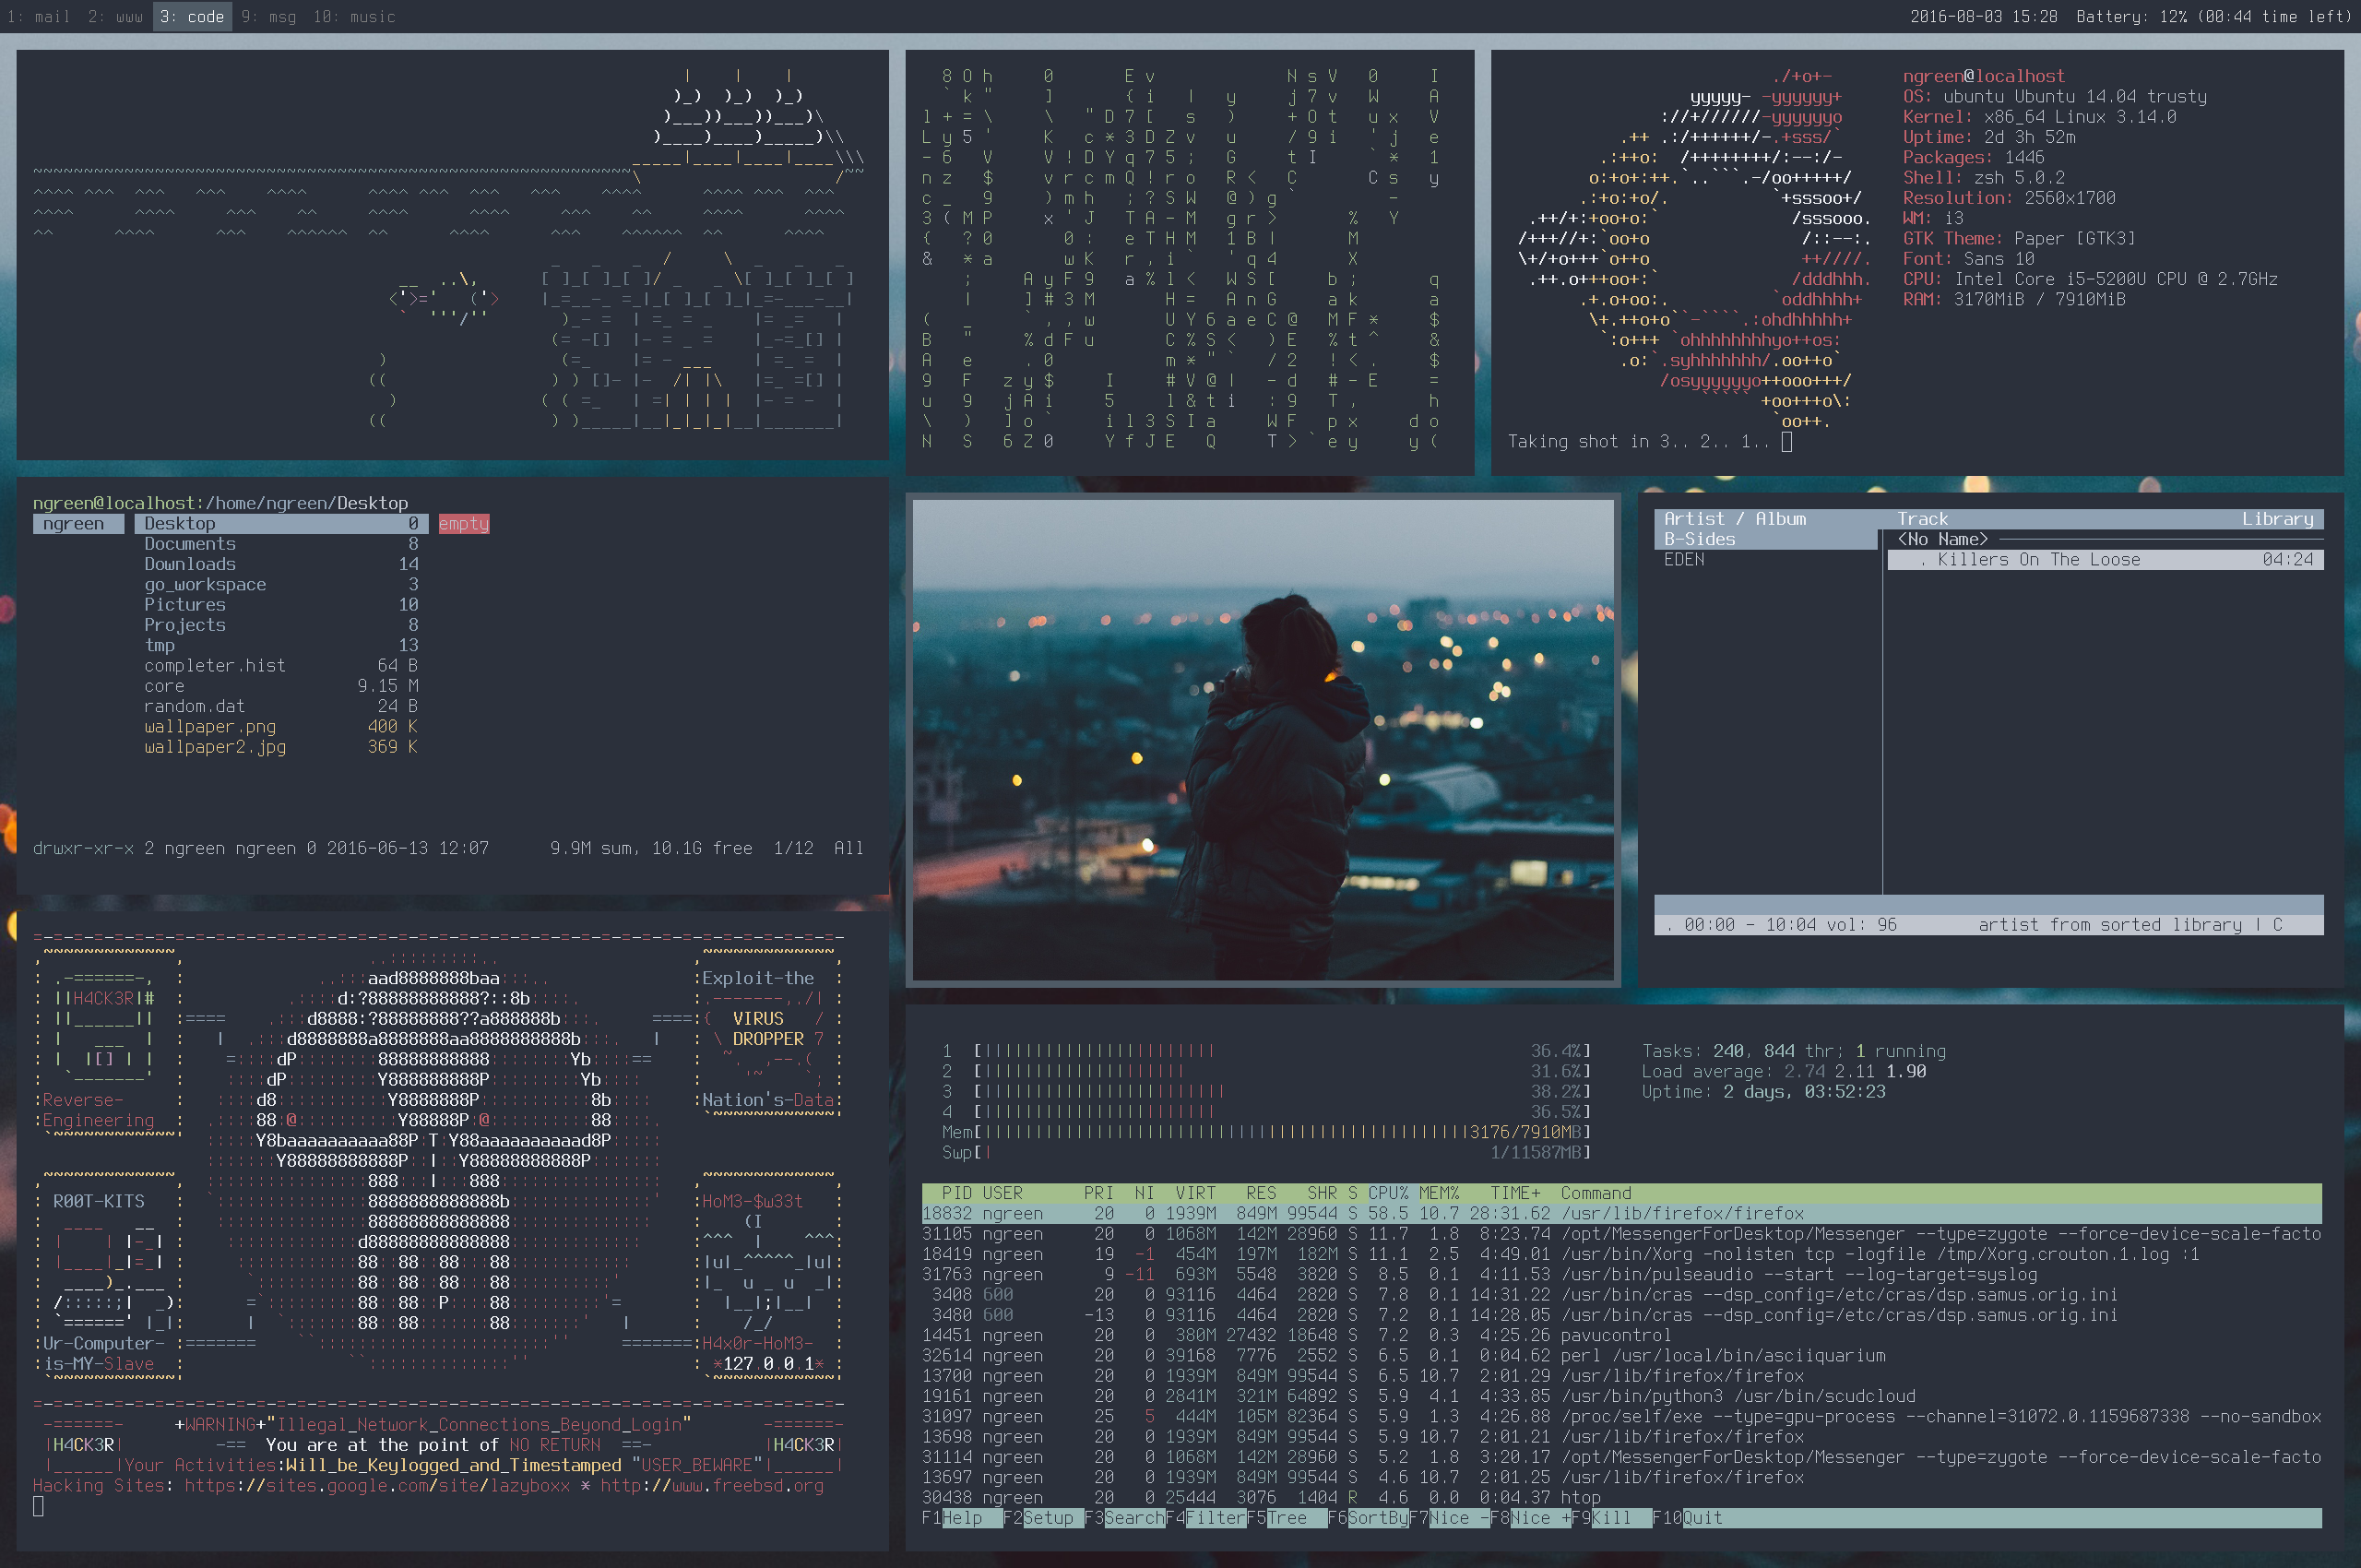 1: mail 2: www 3: code 9: msg 10: music
2016-08-03 15:28 Battery: 12% (00:44 time left)
ngreen@localhost
OS: ubuntu Ubuntu 14.04 trusty
Kernel: x86_64 Linux 3.14.0
Uptime: 2d 3h 52m
Packages: 1446
Shell: zsh 5.0.2
Resolution: 2560x1700
WM: i3
GTK Theme: Paper [GTK3]
Font: Sans 10
CPU: Intel Core i5-5200U CPU @ 2.7GHz
RAM: 3170MiB / 7910MiB
Taking shot in 3.. 2.. 1..
ngreen@localhost:/home/ngreen/Desktop
ngreen Desktop 0 empty
Documents 8
Downloads 14
go_workspace 3
Pictures 10
Projects 8
tmp 13
completer.hist 64 B
core 9.15 M
random.dat 24 B
wallpaper.png 400 K
wallpaper2.jpg 369 K
drwxr-xr-x 2 ngreen ngreen 0 2016-06-13 12:07 9.9M sum, 10.1G free 1/12 All
Artist / Album Track Library
B-Sides <No Name>
EDEN . Killers On The Loose 04:24
. 00:00 - 10:04 vol: 96 artist from sorted library | C
H4CK3R
Reverse-
Engineering
Exploit-the
VIRUS
DROPPER
Nation's-Data
R00T-KITS
Ur-Computer-
is-MY-Slave
HoM3-$w33t
H4x0r-HoM3-
*127.0.0.1*
+WARNING+"Illegal_Network_Connections_Beyond_Login"
|H4CK3R| -== You are at the point of NO RETURN ==- |H4CK3R|
|______|Your Activities:Will_be_Keylogged_and_Timestamped "USER_BEWARE"|______|
Hacking Sites: https://sites.google.com/site/lazyboxx * http://www.freebsd.org
1 36.4%
2 31.6%
3 38.2%
4 36.5%
Mem 3176/7910MB
Swp 1/11587MB
Tasks: 240, 844 thr; 1 running
Load average: 2.74 2.11 1.90
Uptime: 2 days, 03:52:23
PID USER PRI NI VIRT RES SHR S CPU% MEM% TIME+ Command
18832 ngreen 20 0 1939M 849M 99544 S 58.5 10.7 28:31.62 /usr/lib/firefox/firefox
31105 ngreen 20 0 1068M 142M 28960 S 11.7 1.8 8:23.74 /opt/MessengerForDesktop/Messenger --type=zygote --force-device-scale-facto
18419 ngreen 19 -1 454M 197M 182M S 11.1 2.5 4:49.01 /usr/bin/Xorg -nolisten tcp -logfile /tmp/Xorg.crouton.1.log :1
31763 ngreen 9 -11 693M 5548 3820 S 8.5 0.1 4:11.53 /usr/bin/pulseaudio --start --log-target=syslog
3408 600 20 0 93116 4464 2820 S 7.8 0.1 14:31.22 /usr/bin/cras --dsp_config=/etc/cras/dsp.samus.orig.ini
3480 600 -13 0 93116 4464 2820 S 7.2 0.1 14:28.05 /usr/bin/cras --dsp_config=/etc/cras/dsp.samus.orig.ini
14451 ngreen 20 0 380M 27432 18648 S 7.2 0.3 4:25.26 pavucontrol
32614 ngreen 20 0 39168 7776 2552 S 6.5 0.1 0:04.62 perl /usr/local/bin/asciiquarium
13700 ngreen 20 0 1939M 849M 99544 S 6.5 10.7 2:01.29 /usr/lib/firefox/firefox
19161 ngreen 20 0 2841M 321M 64892 S 5.9 4.1 4:33.85 /usr/bin/python3 /usr/bin/scudcloud
31097 ngreen 25 5 444M 105M 82364 S 5.9 1.3 4:26.88 /proc/self/exe --type=gpu-process --channel=31072.0.1159687338 --no-sandbox
13698 ngreen 20 0 1939M 849M 99544 S 5.9 10.7 2:01.21 /usr/lib/firefox/firefox
31114 ngreen 20 0 1068M 142M 28960 S 5.2 1.8 3:20.17 /opt/MessengerForDesktop/Messenger --type=zygote --force-device-scale-facto
13697 ngreen 20 0 1939M 849M 99544 S 4.6 10.7 2:01.25 /usr/lib/firefox/firefox
30438 ngreen 20 0 25444 3076 1404 R 4.6 0.0 0:04.37 htop
F1Help F2Setup F3SearchF4FilterF5Tree F6SortByF7Nice -F8Nice +F9Kill F10Quit